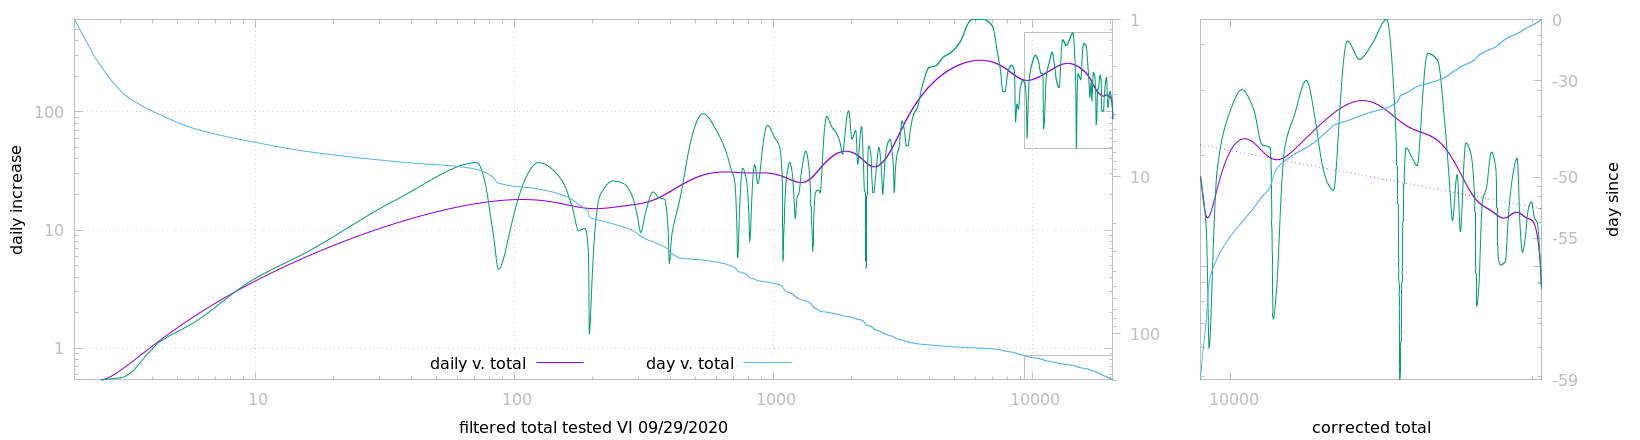 daily increase
100
10
1
daily v. total
day v. total
10
100
1000
10000
filtered total tested VI 09/29/2020
1
10
100
0
-30
-50
-55
-59
day since
10000
corrected total